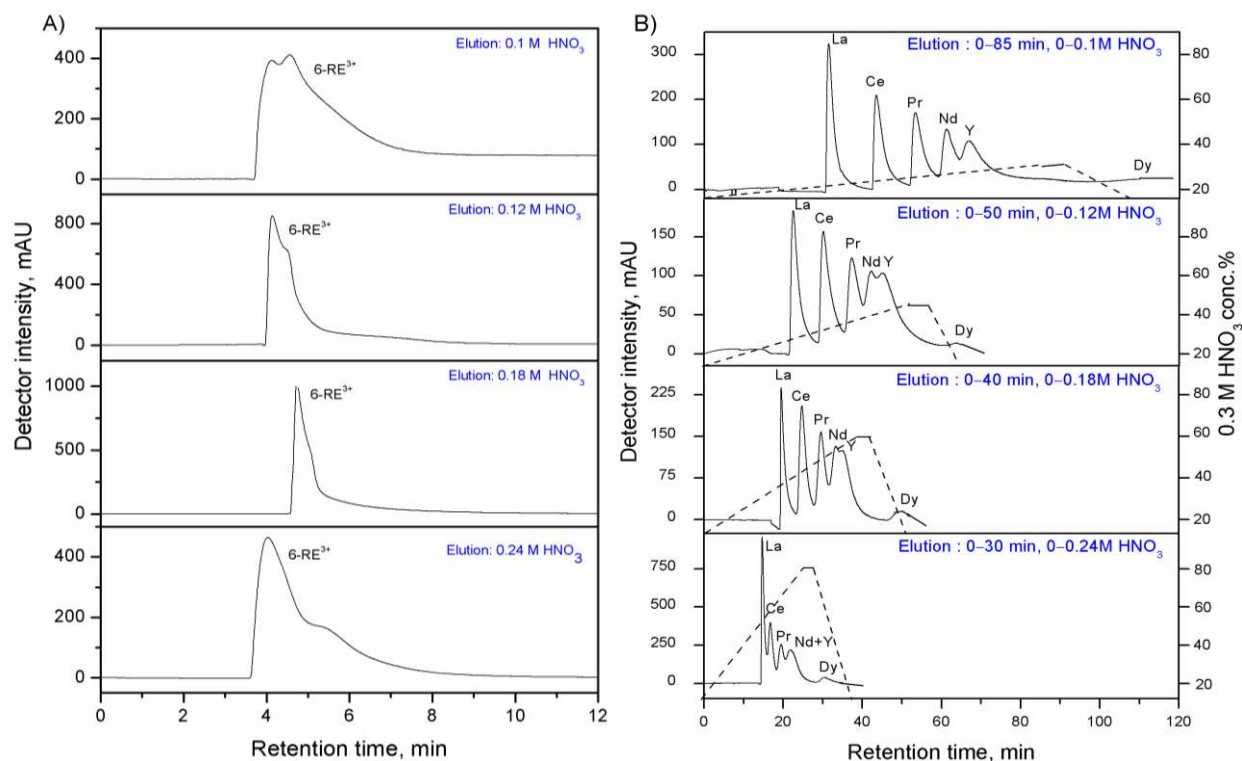 A)
400
200
0
Elution: 0.1 M HNO3
6-RE3+
800
400
0
Elution: 0.12 M HNO3
6-RE3+
1000
500
0
Elution: 0.18 M HNO3
6-RE3+
400
200
0
Elution: 0.24 M HNO3
6-RE3+
0 2 4 6 8 10 12
Detector intensity, mAU
Retention time, min
B)
300
200
100
0
Elution : 0–85 min, 0–0.1M HNO3
La
Ce
Pr
Nd
Y
Dy
80
60
40
20
150
100
50
0
Elution : 0–50 min, 0–0.12M HNO3
La
Ce
Pr
Nd Y
Dy
80
60
40
20
225
150
75
0
Elution : 0–40 min, 0–0.18M HNO3
La
Ce
Pr
Nd
Y
Dy
80
60
40
20
750
500
250
0
Elution : 0–30 min, 0–0.24M HNO3
La
Ce
Pr
Nd+Y
Dy
80
60
40
20
0 20 40 60 80 100 120
Detector intensity, mAU
0.3 M HNO3 conc.%
Retention time, min